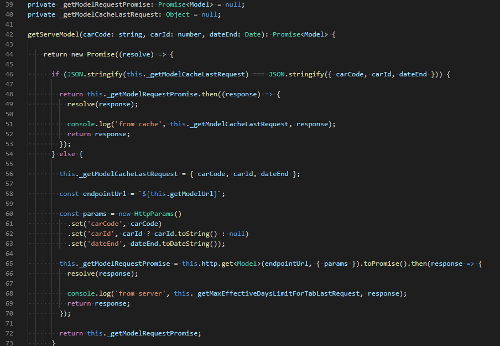 39 private _getModelRequestPromise: Promise<Model> = null;
40 private _getModelCacheLastRequest: Object = null;
41
42 getServeModel(carCode: string, carId: number, dateEnd: Date): Promise<Model> {
43
44 return new Promise((resolve) => {
45
46 if (JSON.stringify(this._getModelCacheLastRequest) === JSON.stringify({ carCode, carId, dateEnd })) {
47
48 return this._getModelRequestPromise.then((response) => {
49 resolve(response);
50
51 console.log('from cache', this._getModelCacheLastRequest, response);
52 return response;
53 });
54 } else {
55
56 this._getModelCacheLastRequest = { carCode, carId, dateEnd };
57
58 const endpointUrl = `${this.getModelUrl}`;
59
60 const params = new HttpParams()
61 .set('carCode', carCode)
62 .set('carId', carId ? carId.toString() : null)
63 .set('dateEnd', dateEnd.toDateString());
64
65 this._getModelRequestPromise = this.http.get<Model>(endpointUrl, { params }).toPromise().then(response => {
66 resolve(response);
67
68 console.log('from server', this._getMaxEffectiveDaysLimitForTabLastRequest, response);
69 return response;
70 });
71
72 return this._getModelRequestPromise;
73 }